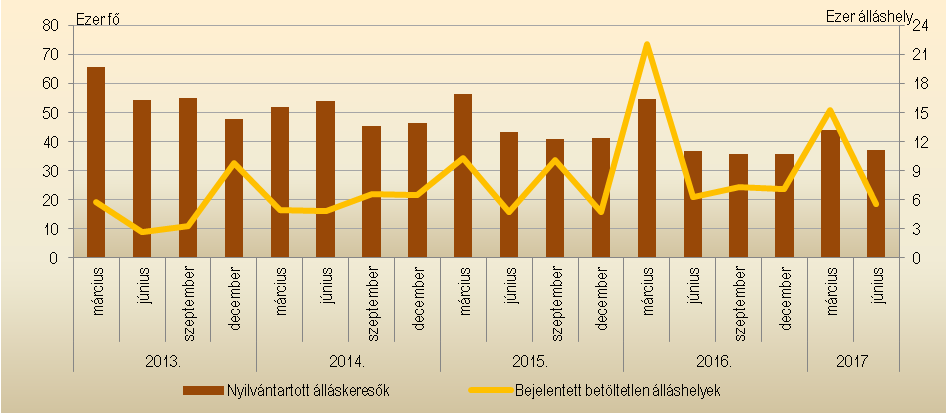 Ezer fő
Ezer álláshely
80
70
60
50
40
30
20
10
0
24
21
18
15
12
9
6
3
0
március
június
szeptember
december
március
június
szeptember
december
március
június
szeptember
december
március
június
szeptember
december
március
június
2013.
2014.
2015.
2016.
2017
Nyilvántartott álláskeresők
Bejelentett betöltetlen álláshelyek